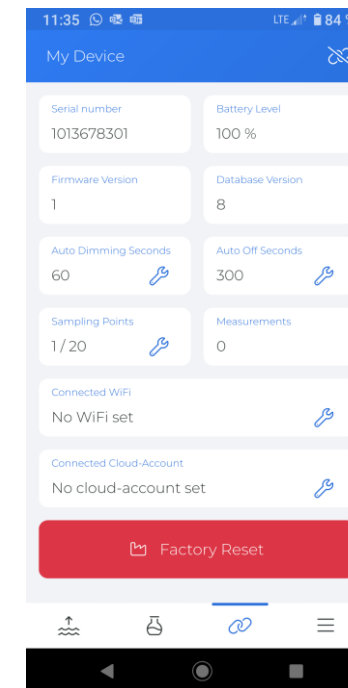 11:35 LTE 84
My Device
Serial number
1013678301
Battery Level
100 %
Firmware Version
1
Database Version
8
Auto Dimming Seconds
60
Auto Off Seconds
300
Sampling Points
1 / 20
Measurements
0
Connected WiFi
No WiFi set
Connected Cloud-Account
No cloud-account set
Factory Reset